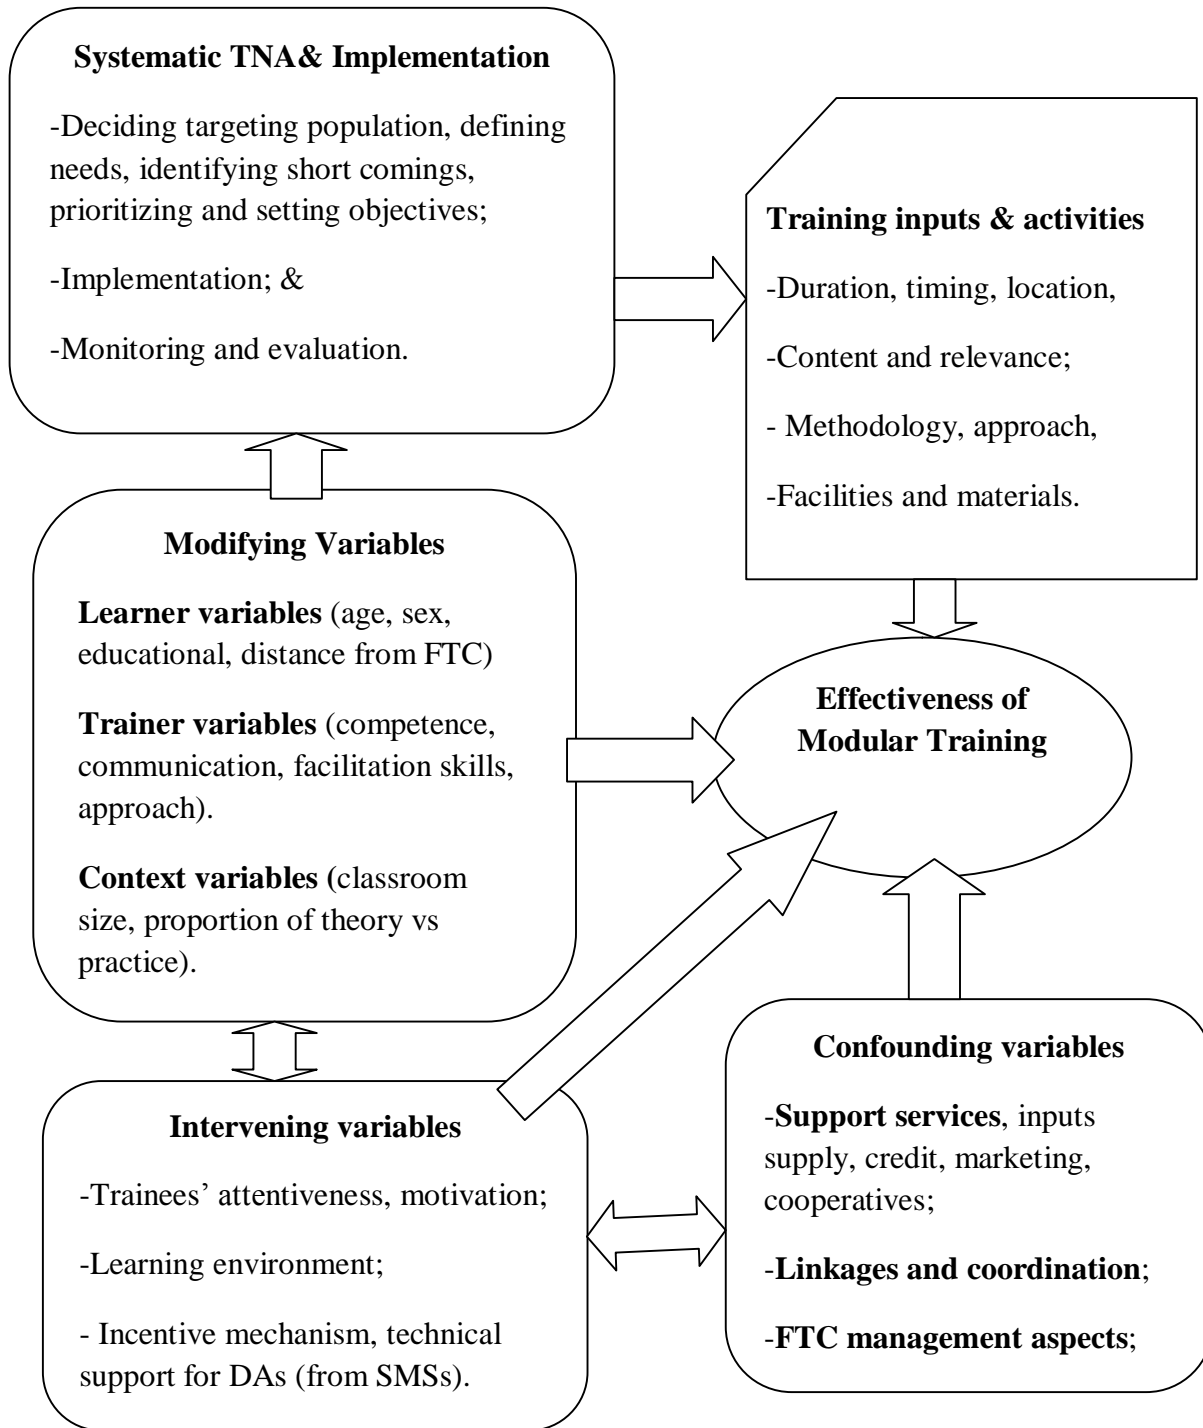 Systematic TNA& Implementation
-Deciding targeting population, defining
needs, identifying short comings,
prioritizing and setting objectives;
-Implementation; &
-Monitoring and evaluation.
Training inputs & activities
-Duration, timing, location,
-Content and relevance;
- Methodology, approach,
-Facilities and materials.
Modifying Variables
Learner variables (age, sex,
educational, distance from FTC)
Trainer variables (competence,
communication, facilitation skills,
approach).
Context variables (classroom
size, proportion of theory vs
practice).
Effectiveness of
Modular Training
Intervening variables
-Trainees’ attentiveness, motivation;
-Learning environment;
- Incentive mechanism, technical
support for DAs (from SMSs).
Confounding variables
-Support services, inputs
supply, credit, marketing,
cooperatives;
-Linkages and coordination;
-FTC management aspects;